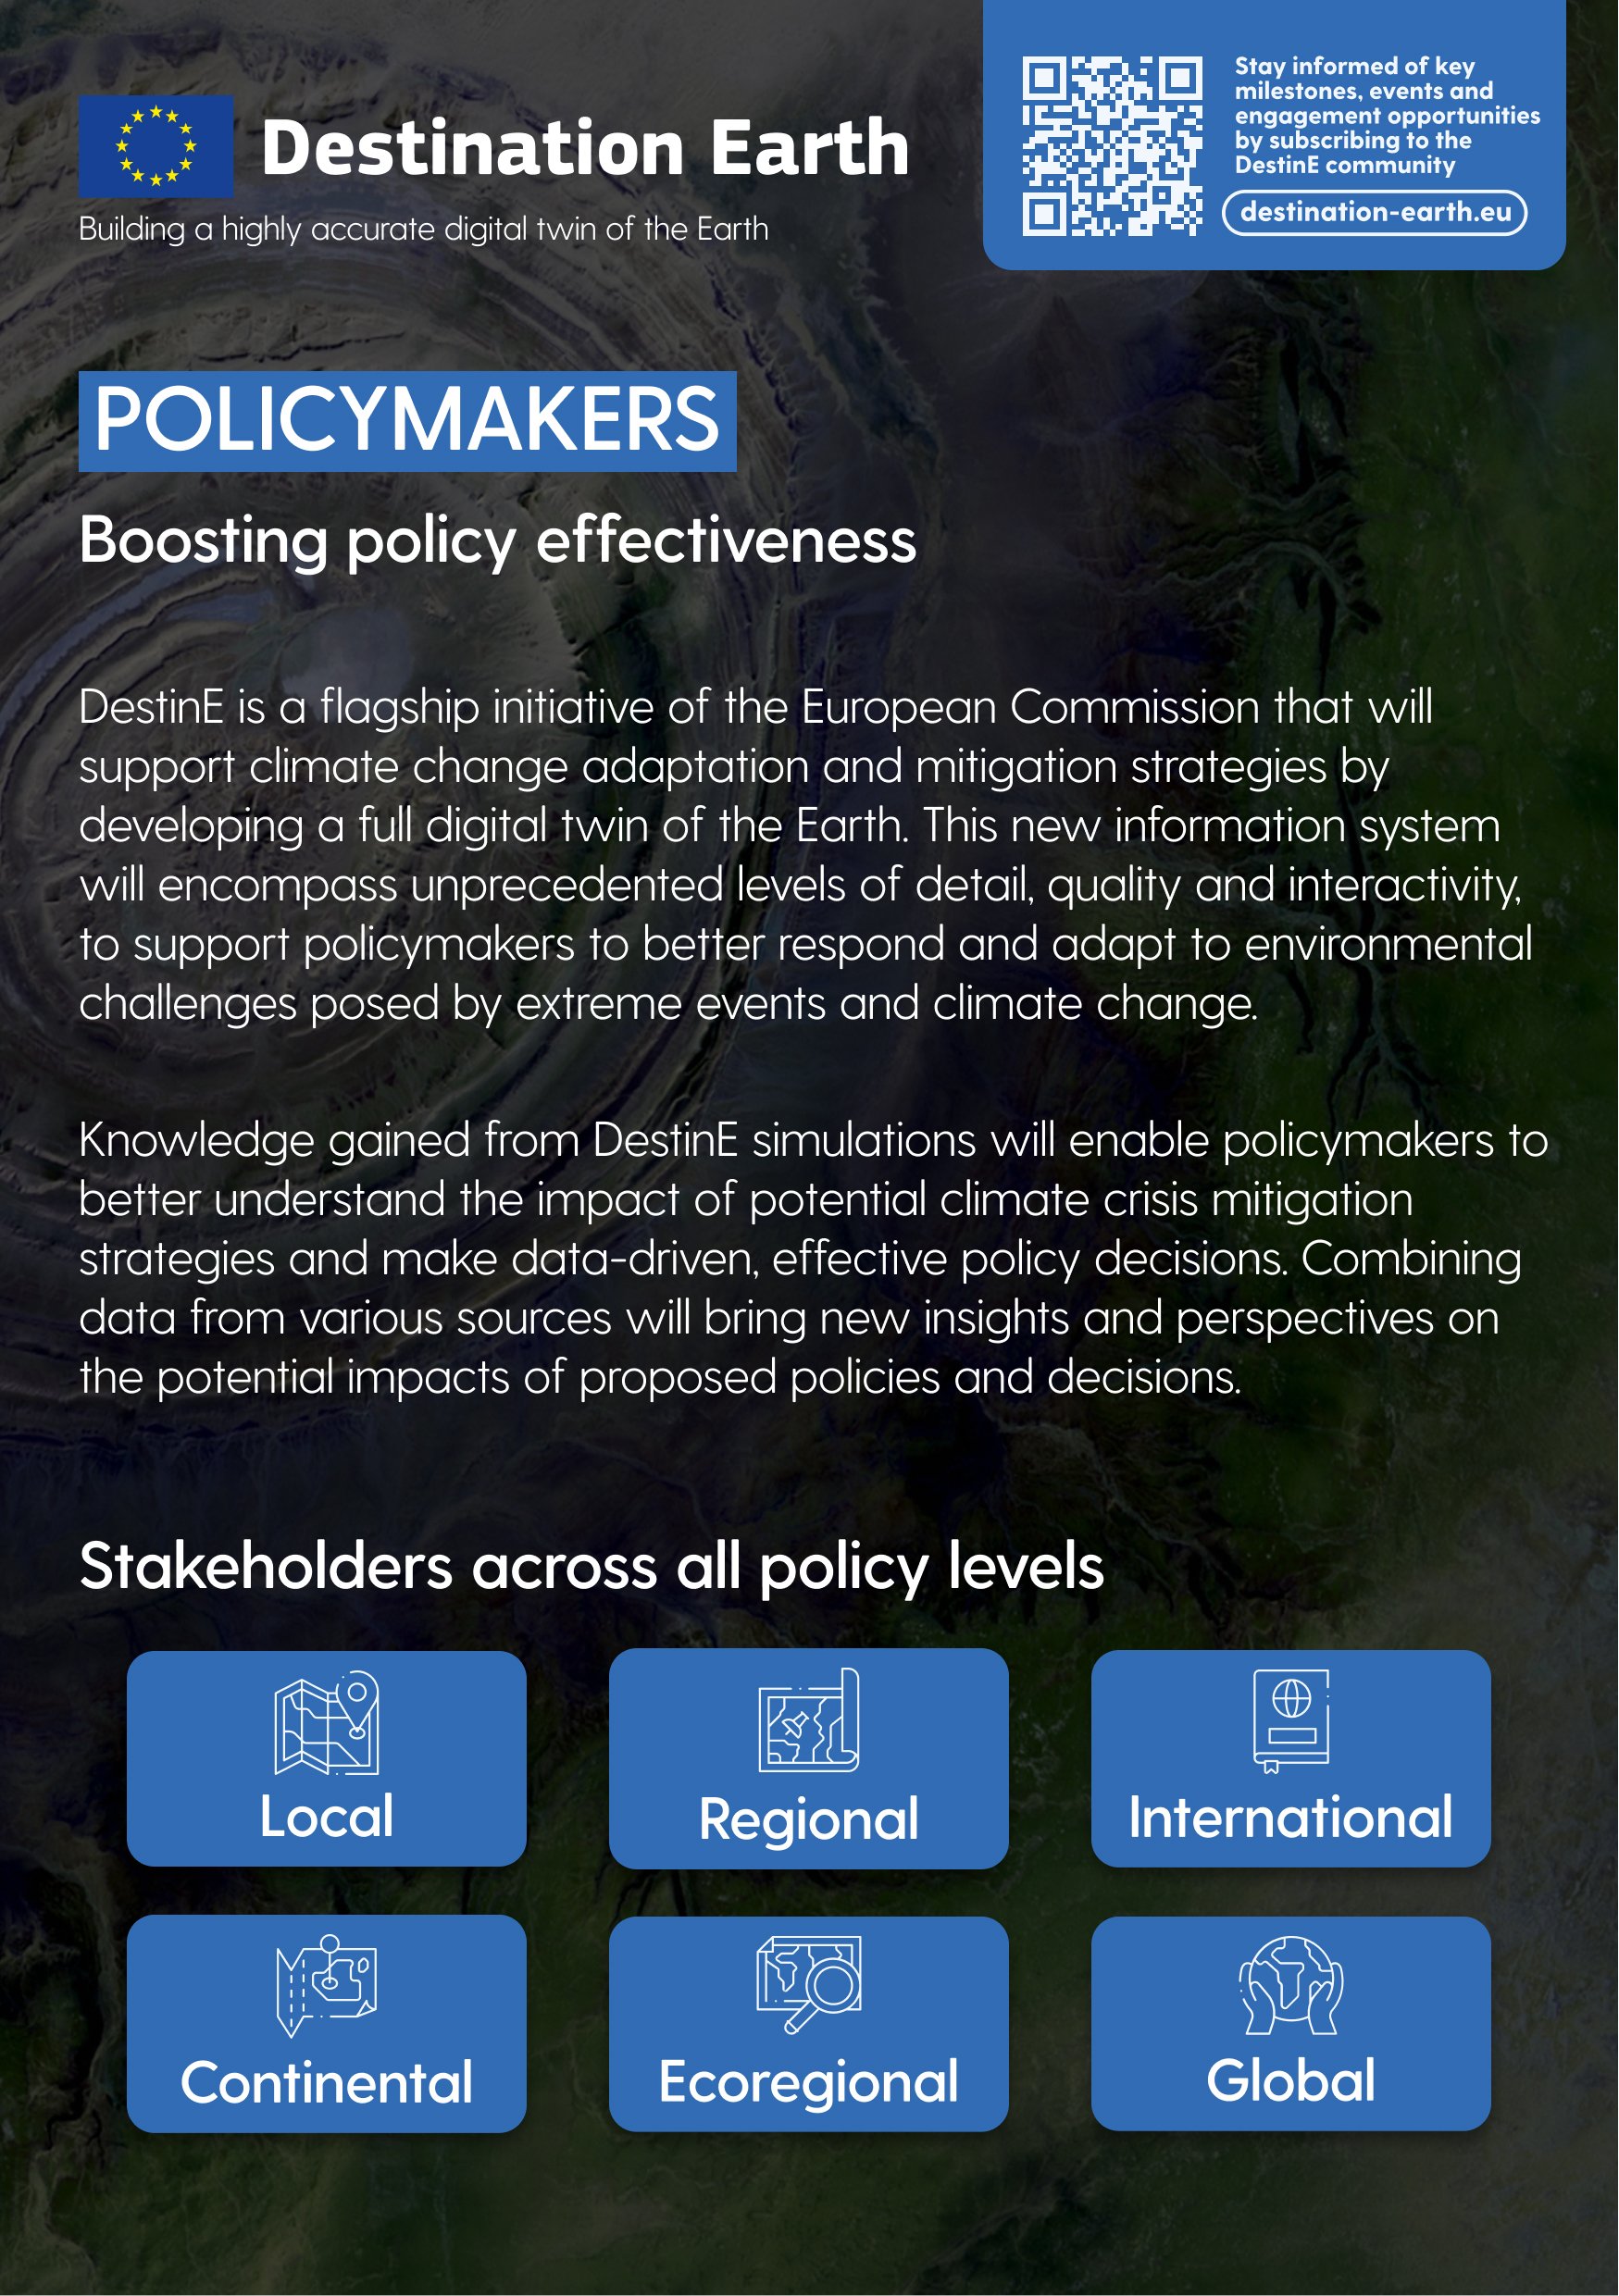 Destination Earth
Building a highly accurate digital twin of the Earth
Stay informed of key
milestones, events and
engagement opportunities
by subscribing to the
DestinE community
destination-earth.eu
POLICYMAKERS
Boosting policy effectiveness
DestinE is a flagship initiative of the European Commission that will
support climate change adaptation and mitigation strategies by
developing a full digital twin of the Earth. This new information system
will encompass unprecedented levels of detail, quality and interactivity,
to support policymakers to better respond and adapt to environmental
challenges posed by extreme events and climate change.
Knowledge gained from DestinE simulations will enable policymakers to
better understand the impact of potential climate crisis mitigation
strategies and make data-driven, effective policy decisions. Combining
data from various sources will bring new insights and perspectives on
the potential impacts of proposed policies and decisions.
Stakeholders across all policy levels
Local
Regional
International
Continental
Ecoregional
Global